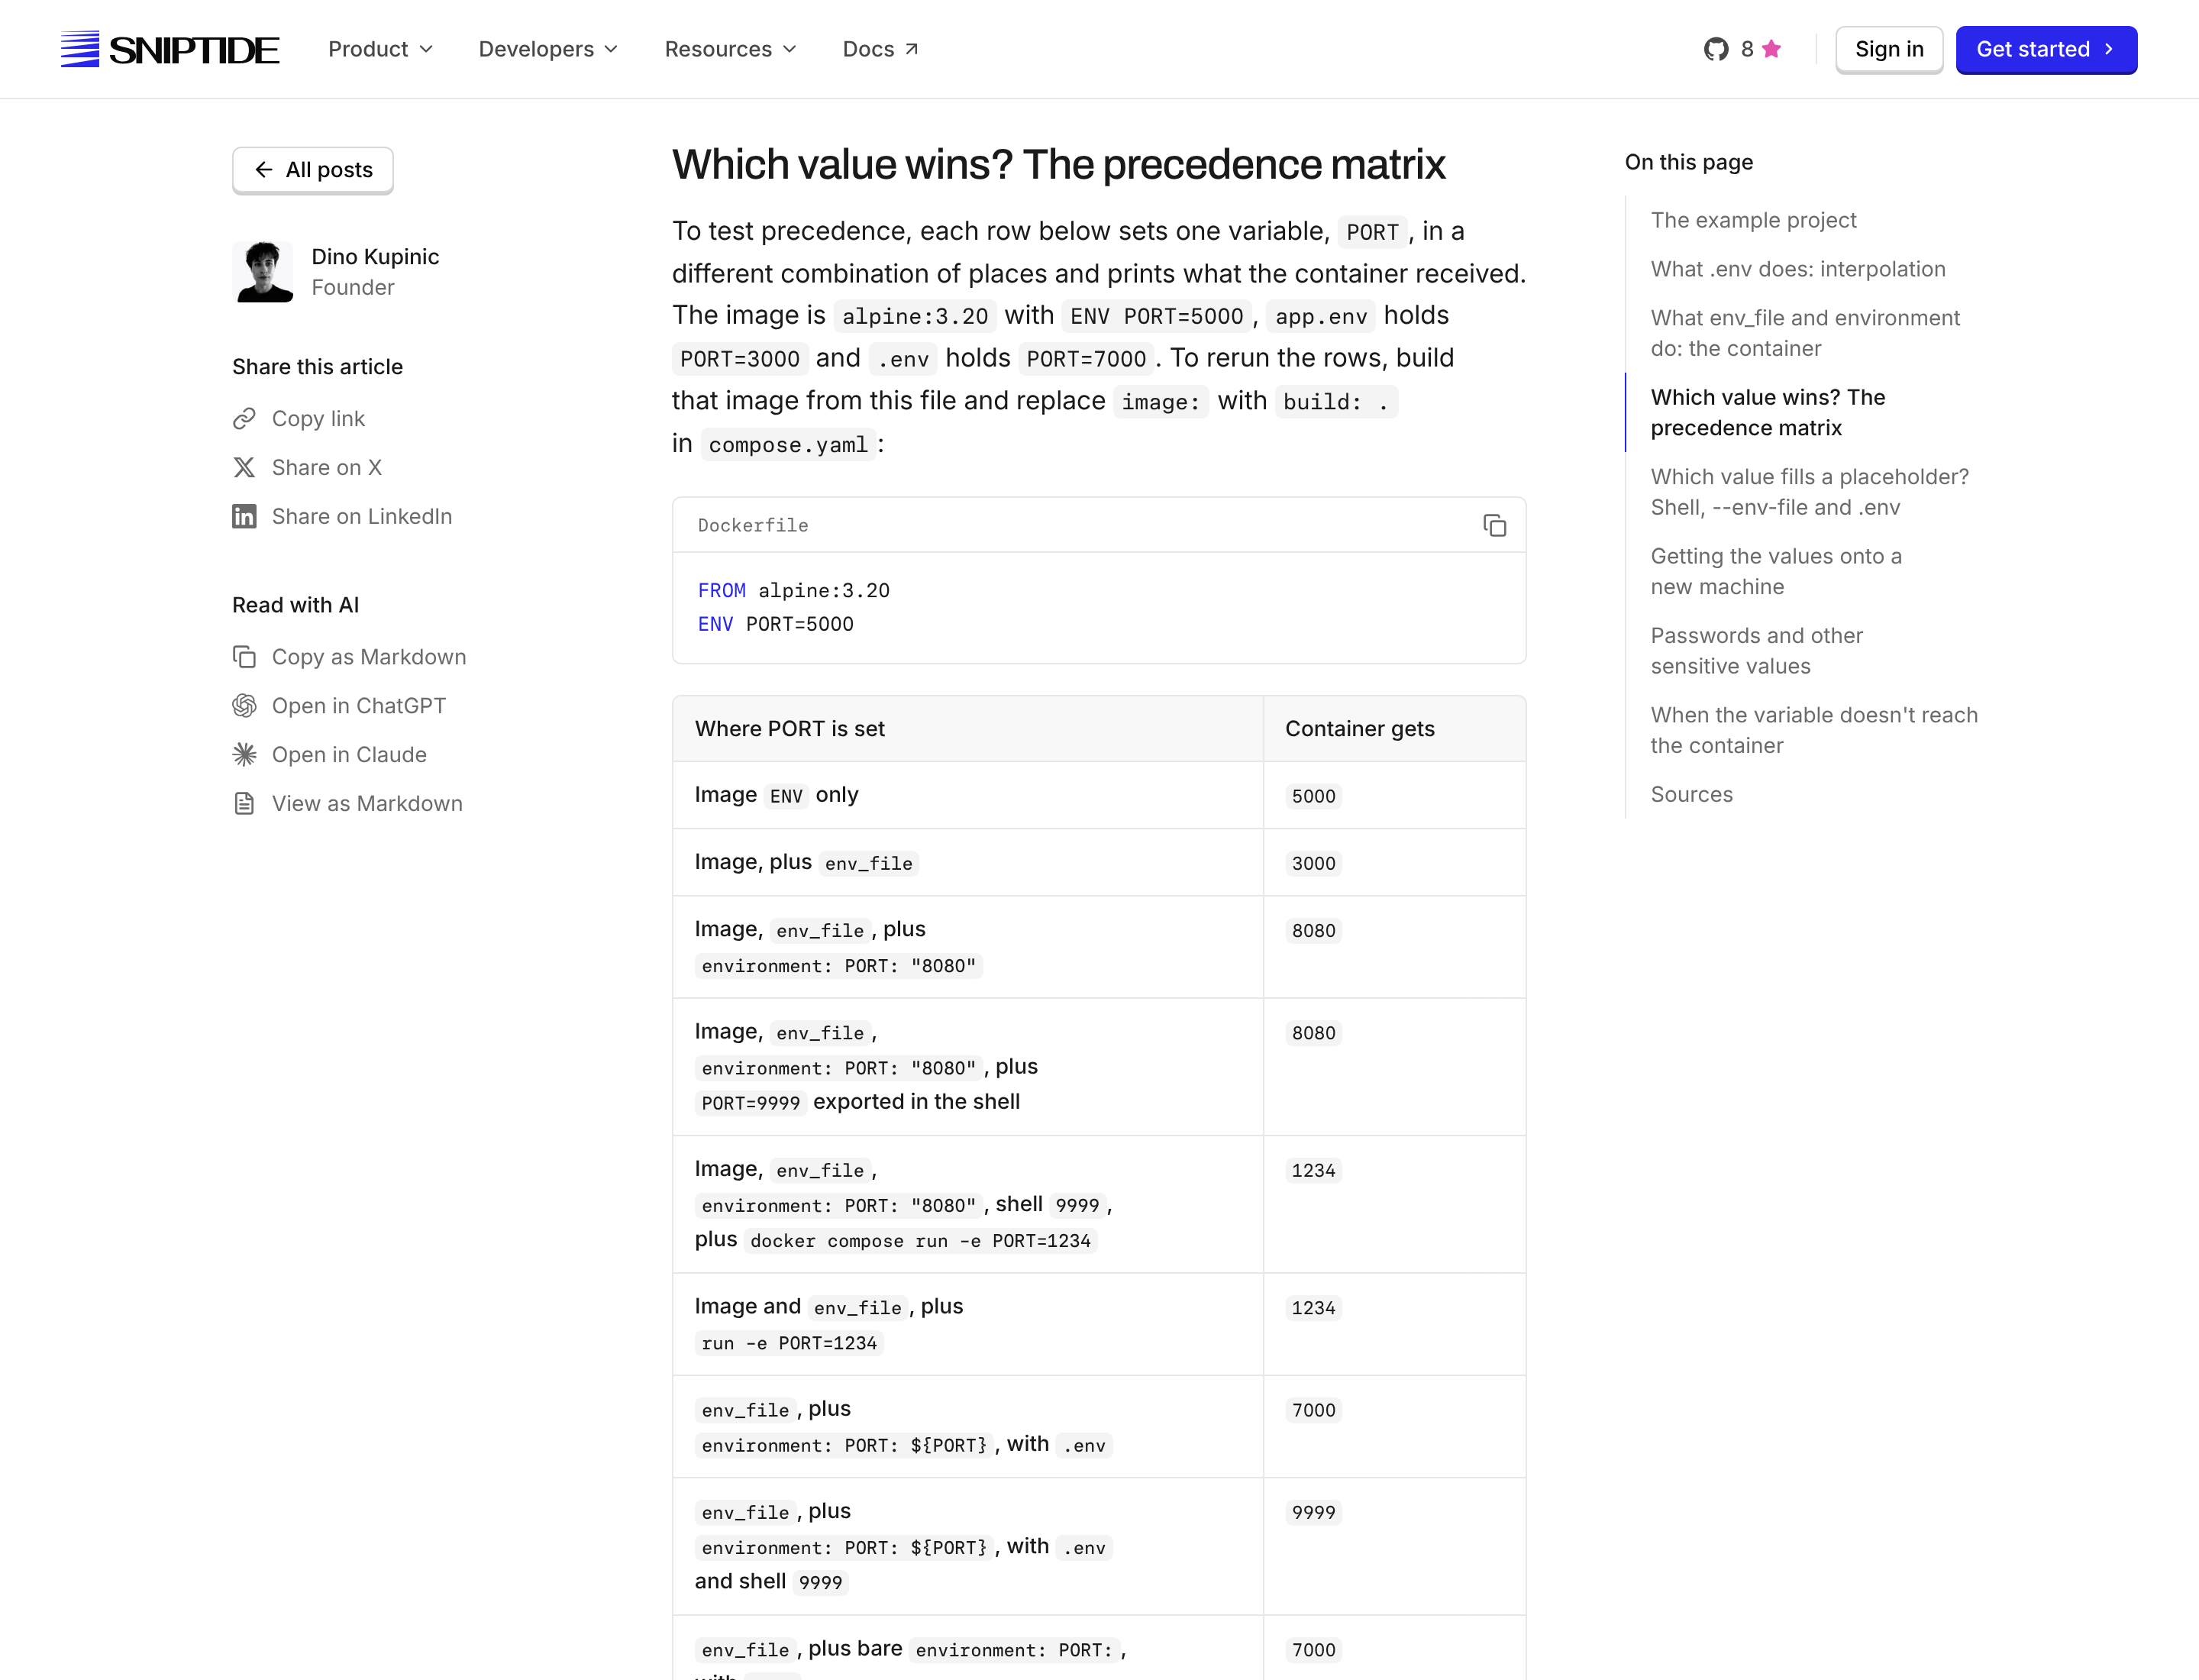 SNIPTIDE
Product
Developers
Resources
Docs
8
Sign in
Get started
All posts
Dino Kupinic
Founder
Share this article
Copy link
Share on X
Share on LinkedIn
Read with AI
Copy as Markdown
Open in ChatGPT
Open in Claude
View as Markdown
Which value wins? The precedence matrix
To test precedence, each row below sets one variable, PORT, in a
different combination of places and prints what the container received.
The image is alpine:3.20 with ENV PORT=5000, app.env holds
PORT=3000 and .env holds PORT=7000. To rerun the rows, build
that image from this file and replace image: with build: .
in compose.yaml:
Dockerfile
FROM alpine:3.20
ENV PORT=5000
Where PORT is set
Container gets
Image ENV only
5000
Image, plus env_file
3000
Image, env_file, plus
environment: PORT: "8080"
8080
Image, env_file,
environment: PORT: "8080", plus
PORT=9999 exported in the shell
8080
Image, env_file,
environment: PORT: "8080", shell 9999,
plus docker compose run -e PORT=1234
1234
Image and env_file, plus
run -e PORT=1234
1234
env_file, plus
environment: PORT: ${PORT}, with .env
7000
env_file, plus
environment: PORT: ${PORT}, with .env
and shell 9999
9999
env_file, plus bare environment: PORT:,
7000
On this page
The example project
What .env does: interpolation
What env_file and environment
do: the container
Which value wins? The
precedence matrix
Which value fills a placeholder?
Shell, --env-file and .env
Getting the values onto a
new machine
Passwords and other
sensitive values
When the variable doesn't reach
the container
Sources